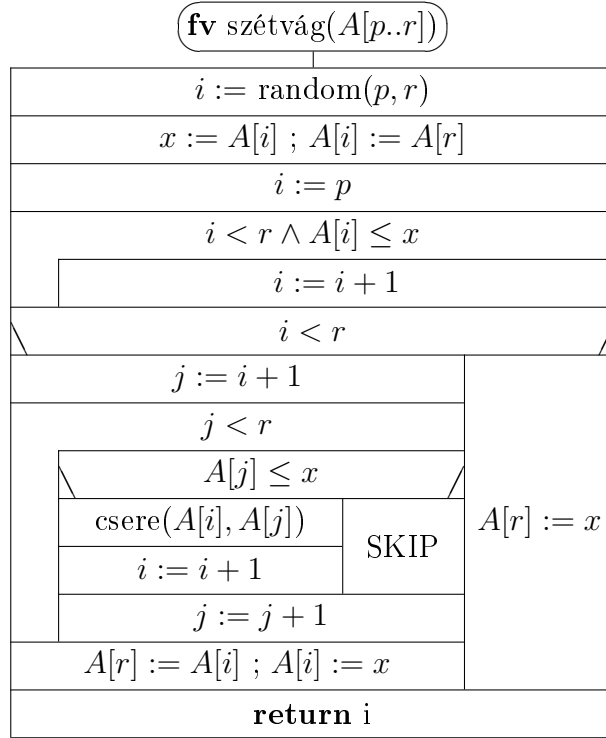 fv szétvág(A[p..r])
i := random(p, r)
x := A[i] ; A[i] := A[r]
i := p
i < r ∧ A[i] ≤ x
i := i + 1
i < r
j := i + 1
j < r
A[j] ≤ x
csere(A[i], A[j])
SKIP
A[r] := x
i := i + 1
j := j + 1
A[r] := A[i] ; A[i] := x
return i